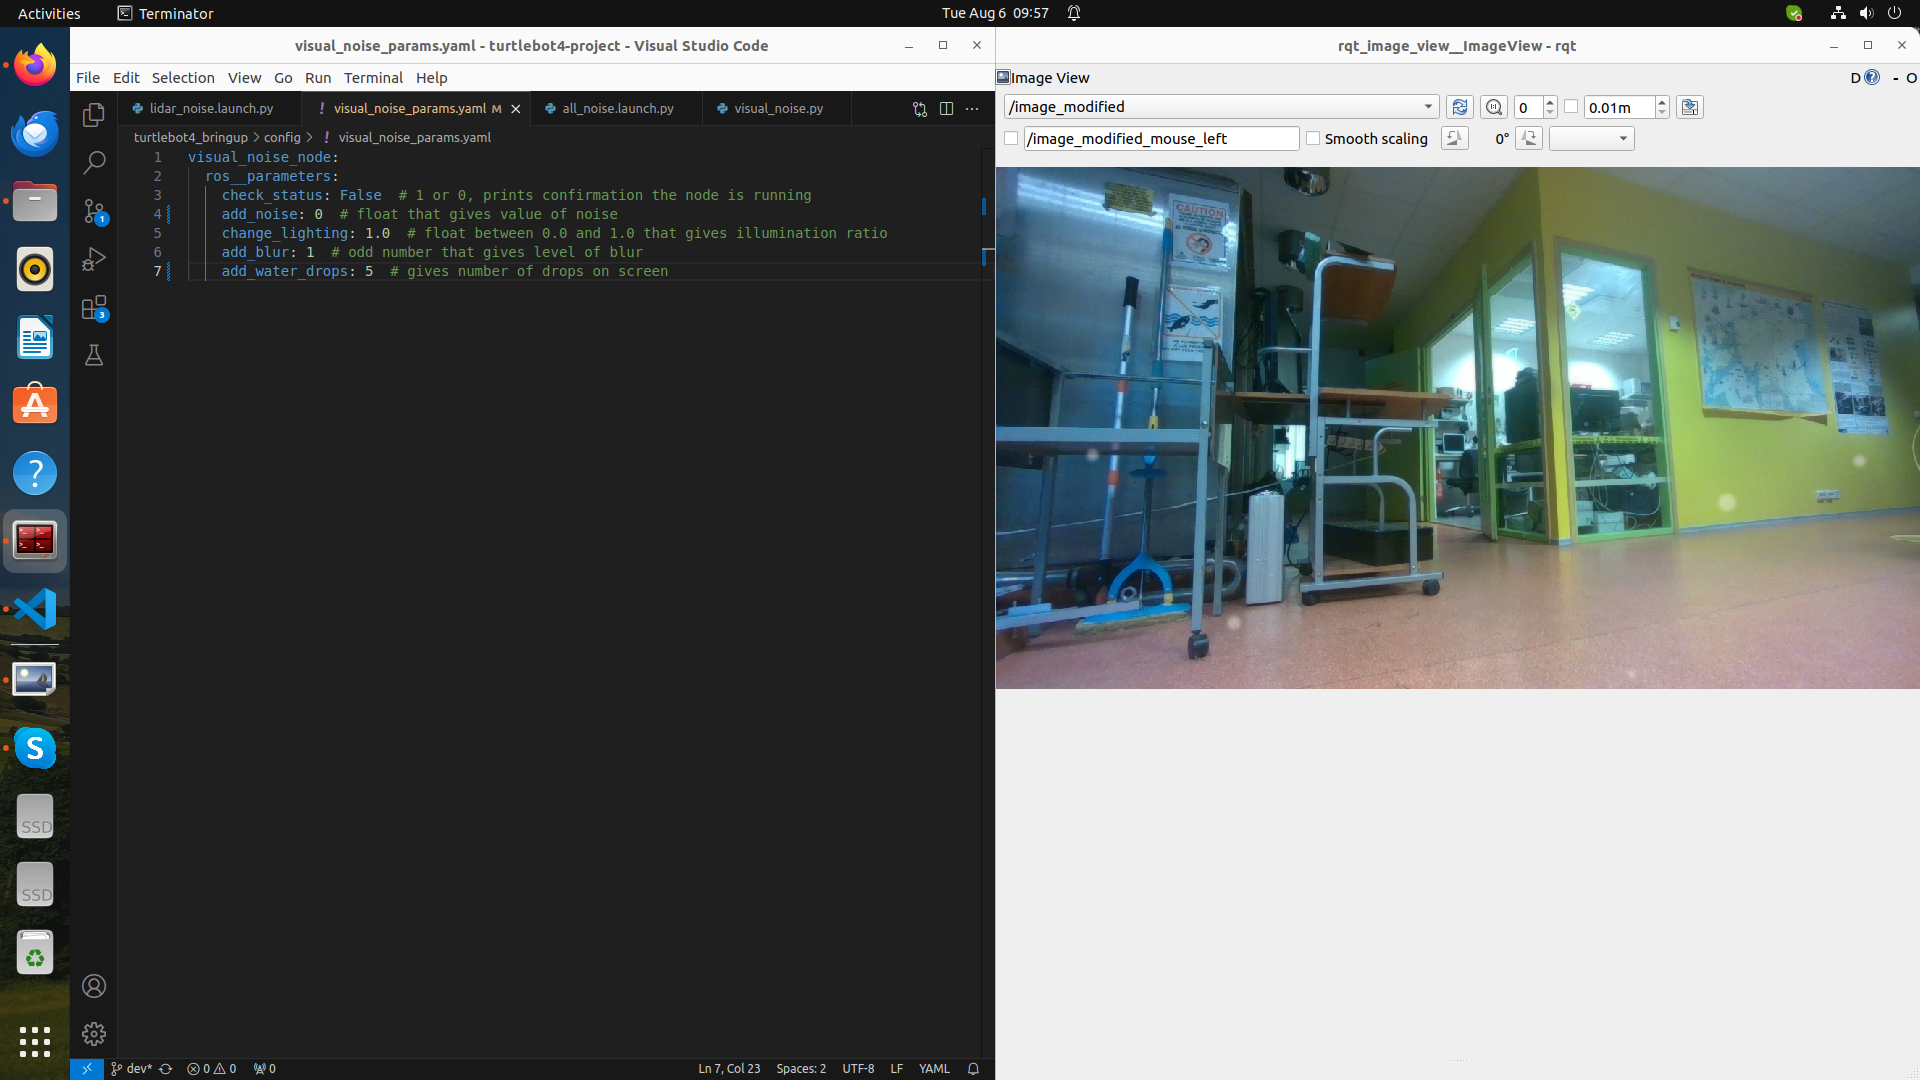 Activities
Terminator
Tue Aug 6 09:57
visual_noise_params.yaml - turtlebot4-project - Visual Studio Code
File Edit Selection View Go Run Terminal Help
lidar_noise.launch.py
! visual_noise_params.yaml M
all_noise.launch.py
visual_noise.py
turtlebot4_bringup > config > ! visual_noise_params.yaml
1 visual_noise_node:
2 ros__parameters:
3 check_status: False # 1 or 0, prints confirmation the node is running
4 add_noise: 0 # float that gives value of noise
5 change_lighting: 1.0 # float between 0.0 and 1.0 that gives illumination ratio
6 add_blur: 1 # odd number that gives level of blur
7 add_water_drops: 5 # gives number of drops on screen
1
3
SSD
SSD
dev*
0 0
0
Ln 7, Col 23
Spaces: 2
UTF-8
LF
YAML
rqt_image_view__ImageView - rqt
Image View
D ? - O
/image_modified
0
0.01m
/image_modified_mouse_left
Smooth scaling
0°
CAUTION